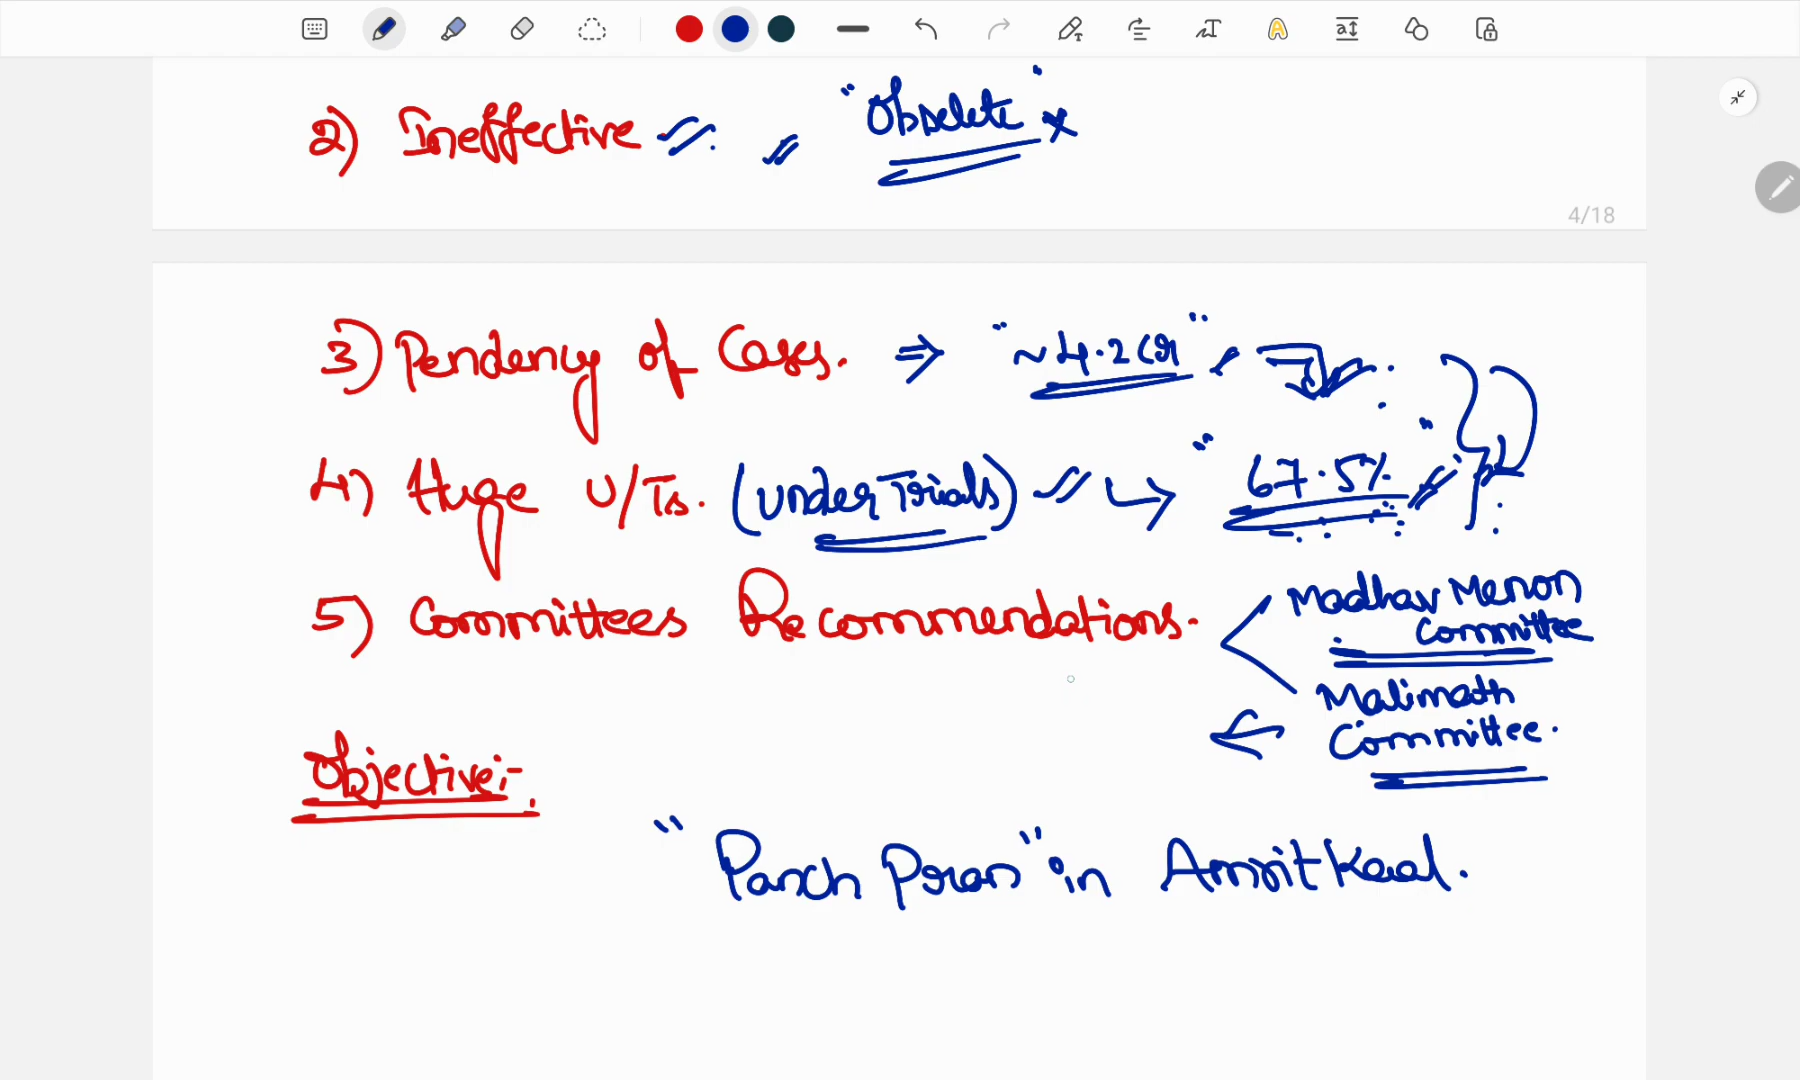 2) Ineffective "Obselete" x
4/18
3) Pendency of Cases. ⇒ "~4.2 Cr"
4) Huge U/Ts. (Under Trials) ↳ "67.5%"
5) Committees Recommendations. Madhav Menon Committee
Malimath Committee.
Objective:-
"Panch Pran" in Amrit Kaal.